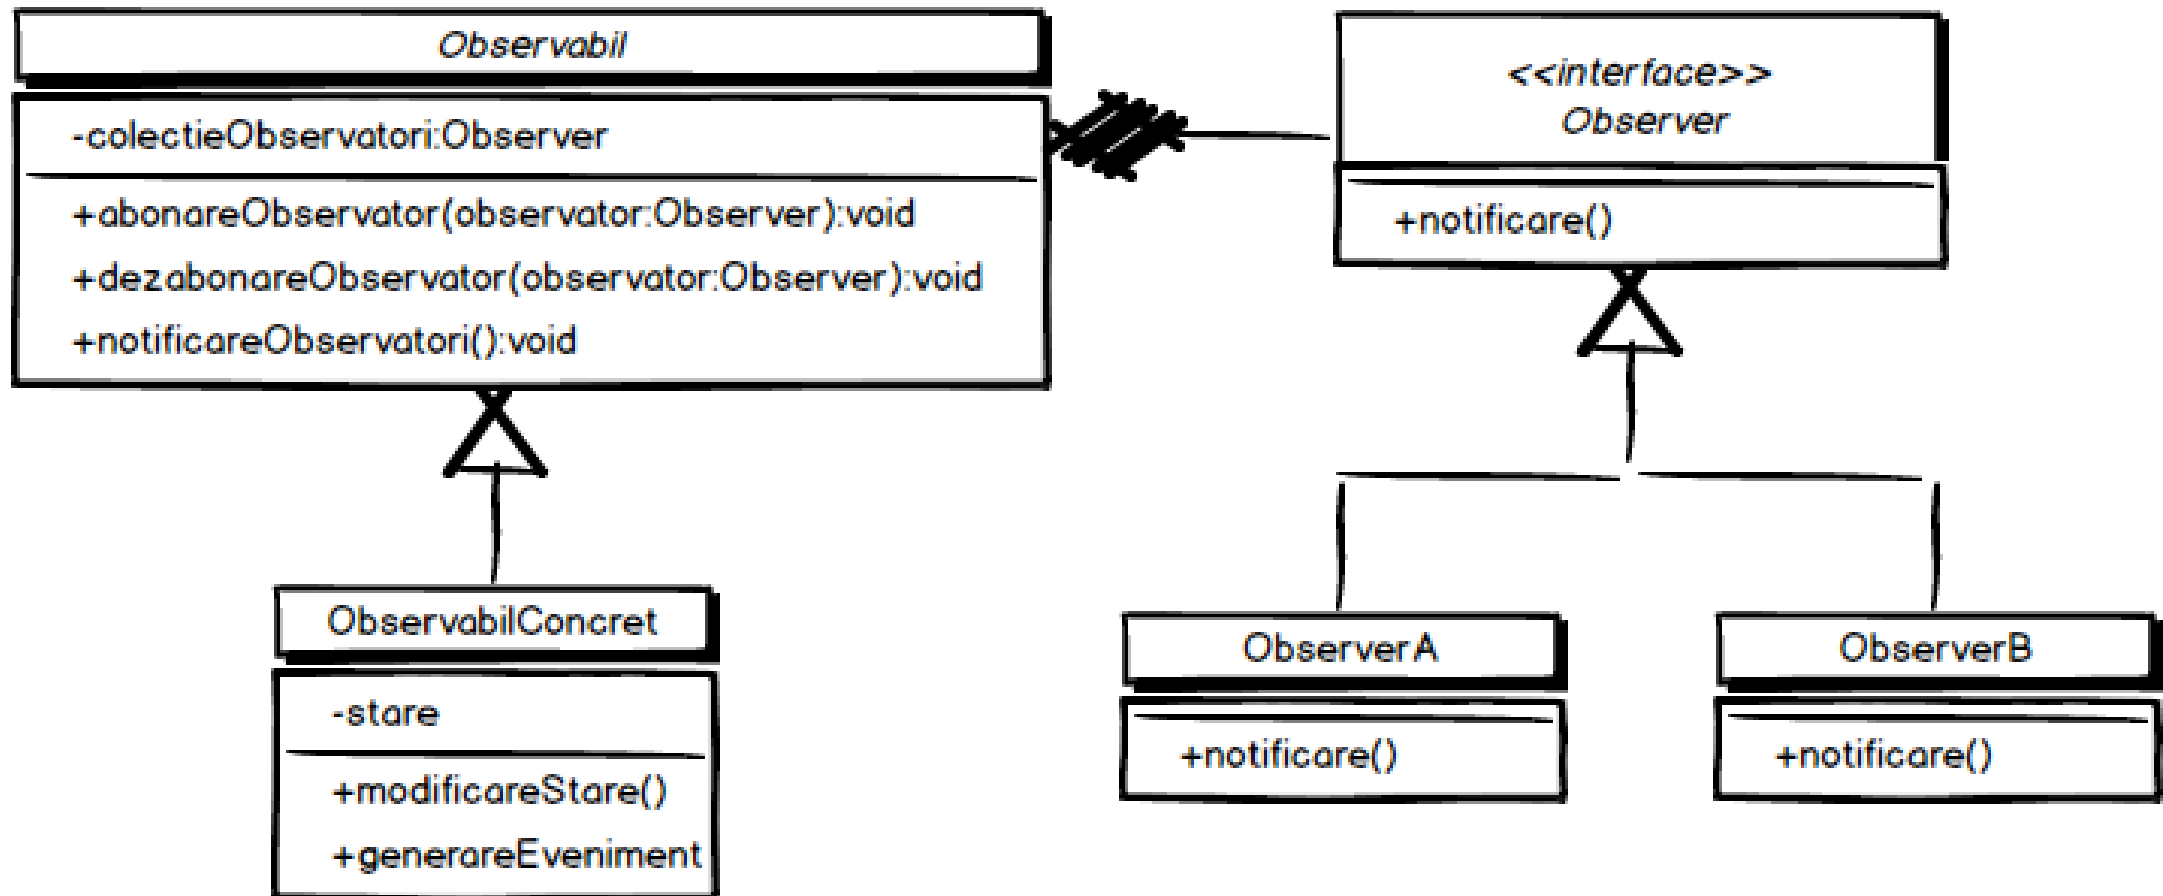 Observabil
-colectieObservatori:Observer
+abonareObservator(observator:Observer):void
+dezabonareObservator(observator:Observer):void
+notificareObservatori():void
<<interface>>
Observer
+notificare()
ObservabilConcret
-stare
+modificareStare()
+generareEveniment
ObserverA
+notificare()
ObserverB
+notificare()